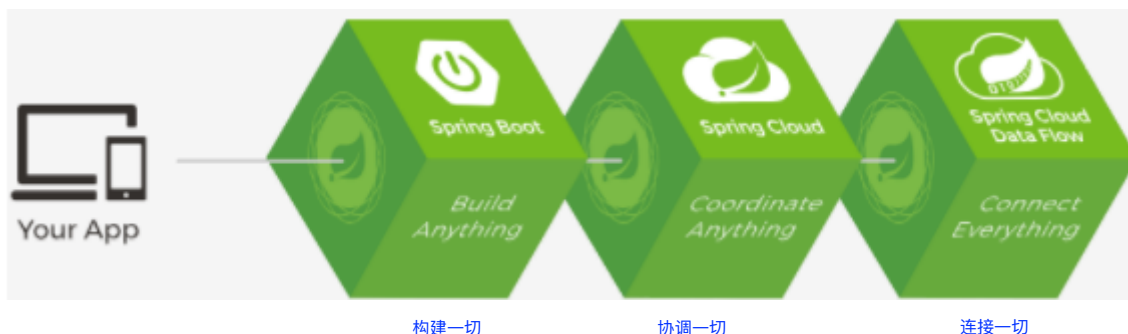 Your App
Spring Boot
Build
Anything
Spring Cloud
Coordinate
Anything
Spring Cloud
Data Flow
Connect
Everything
构建一切
协调一切
连接一切